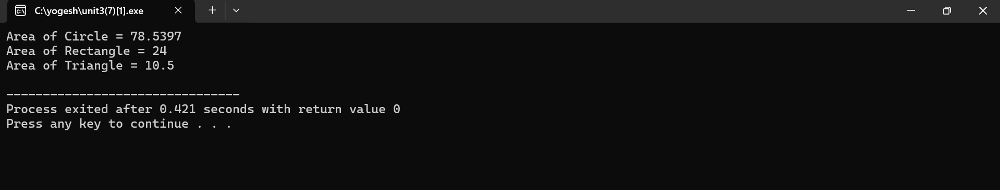 C:\yogesh\unit3(7)[1].exe
Area of Circle = 78.5397
Area of Rectangle = 24
Area of Triangle = 10.5
--------------------------------
Process exited after 0.421 seconds with return value 0
Press any key to continue . . .